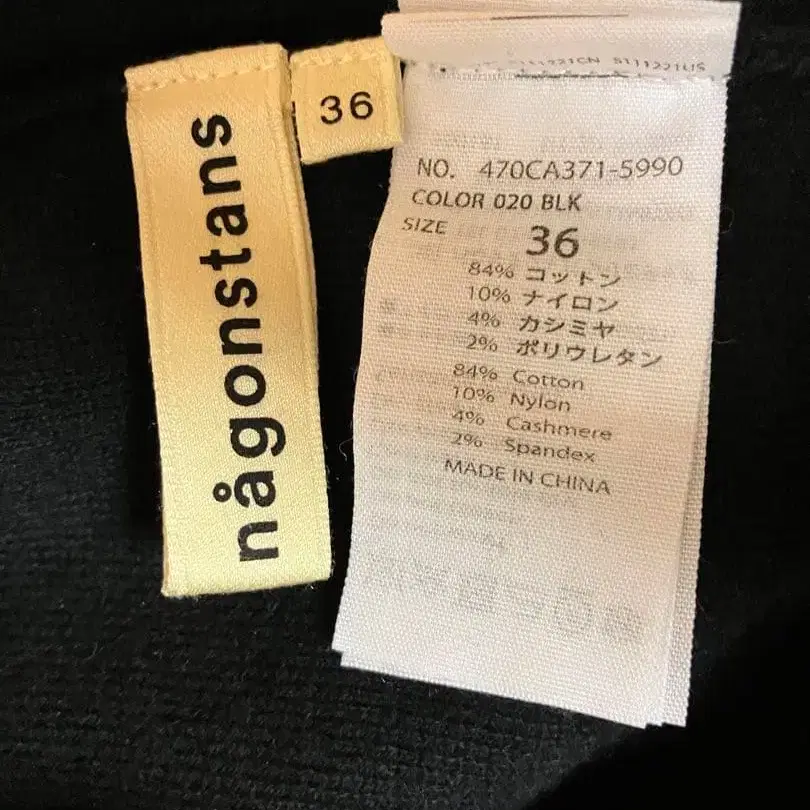 någonstans
36
S111221CN S111221US
NO. 470CA371-5990
COLOR 020 BLK
SIZE 36
84% コットン
10% ナイロン
4% カシミヤ
2% ポリウレタン
84% Cotton
10% Nylon
4% Cashmere
2% Spandex
MADE IN CHINA